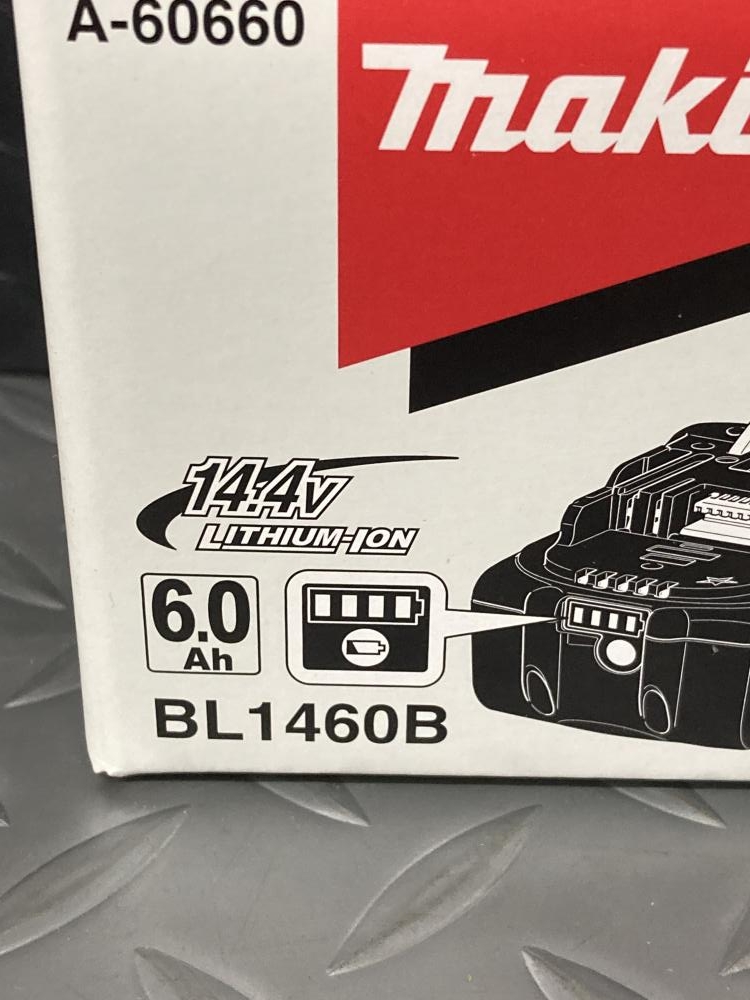 A-60660
maki
14.4V
LITHIUM-ION
6.0
Ah
BL1460B